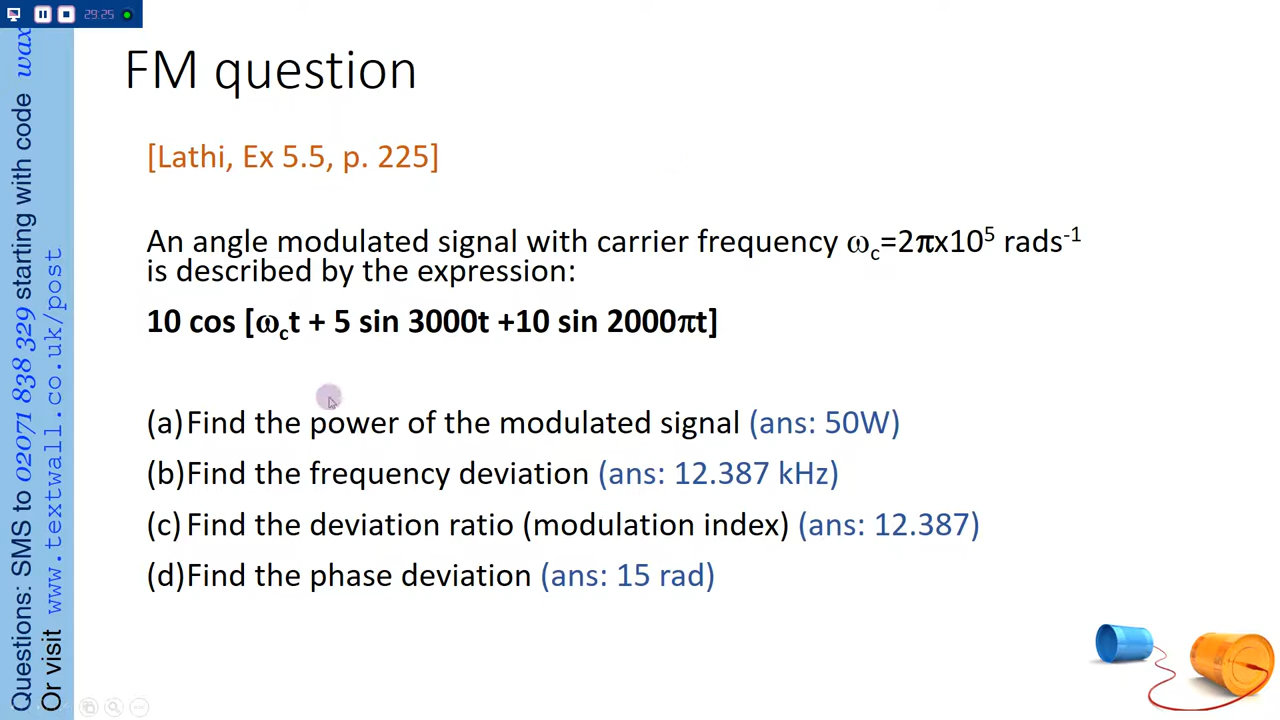 29:25
FM question
[Lathi, Ex 5.5, p. 225]
An angle modulated signal with carrier frequency ωc=2πx10⁵ rads⁻¹
is described by the expression:
10 cos [ωct + 5 sin 3000t +10 sin 2000πt]
(a) Find the power of the modulated signal (ans: 50W)
(b) Find the frequency deviation (ans: 12.387 kHz)
(c) Find the deviation ratio (modulation index) (ans: 12.387)
(d) Find the phase deviation (ans: 15 rad)
Questions: SMS to 02071 838 329 starting with code wax
Or visit www.textwall.co.uk/post